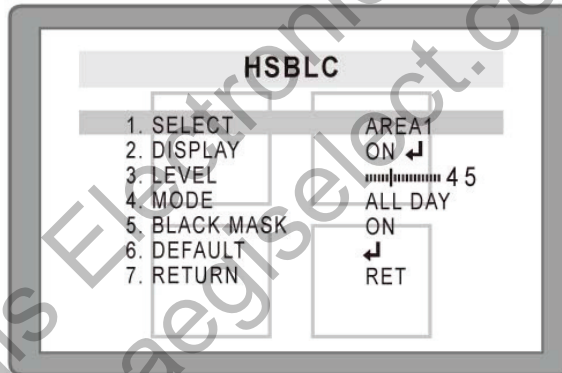 HSBLC
1. SELECT AREA1
2. DISPLAY ON ↵
3. LEVEL 45
4. MODE ALL DAY
5. BLACK MASK ON
6. DEFAULT ↵
7. RETURN RET